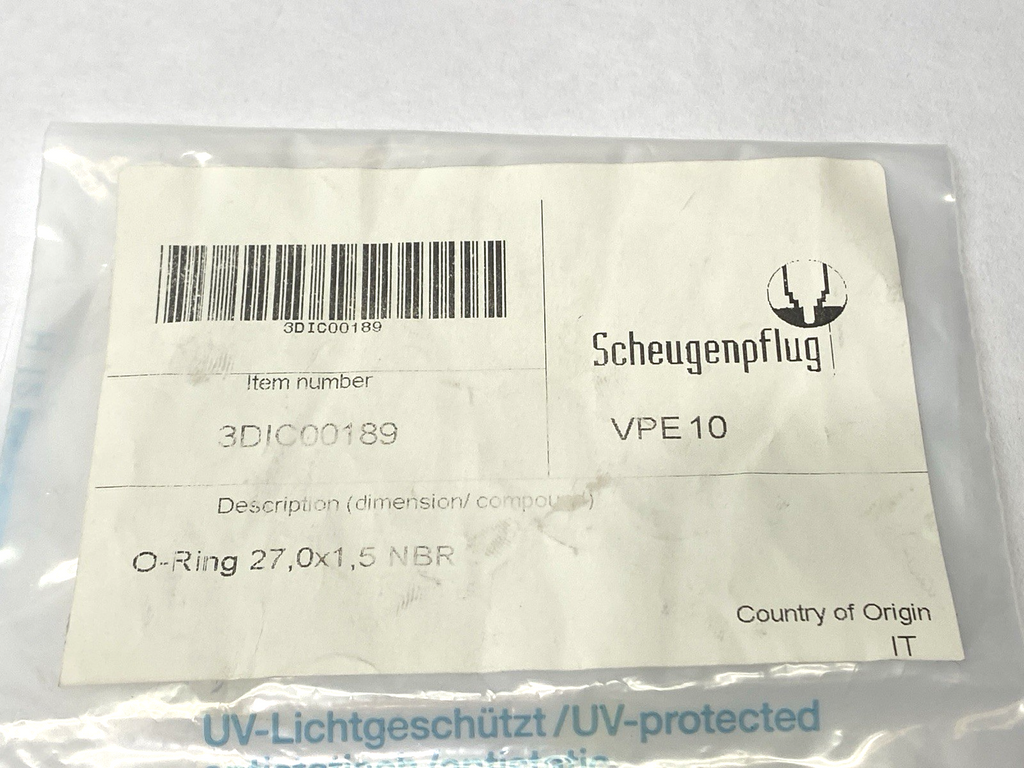 3DIC00189
Item number
3DIC00189
Scheugenpflug
VPE 10
Description (dimension/ compound)
O-Ring 27,0x1,5 NBR
Country of Origin
IT
UV-Lichtgeschützt/UV-protected